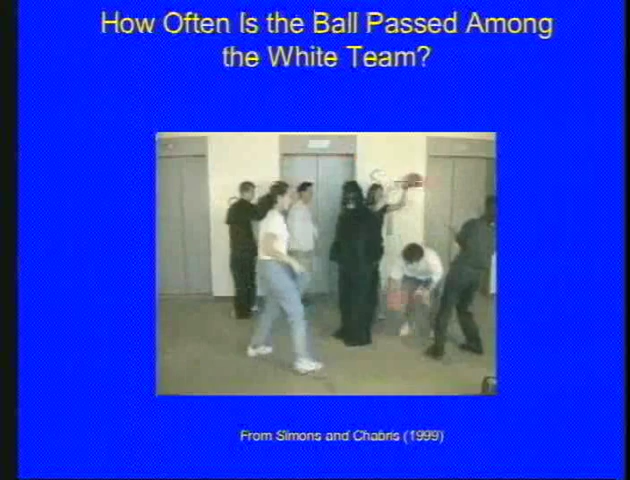 How Often Is the Ball Passed Among
the White Team?
From Simons and Chabris (1999)